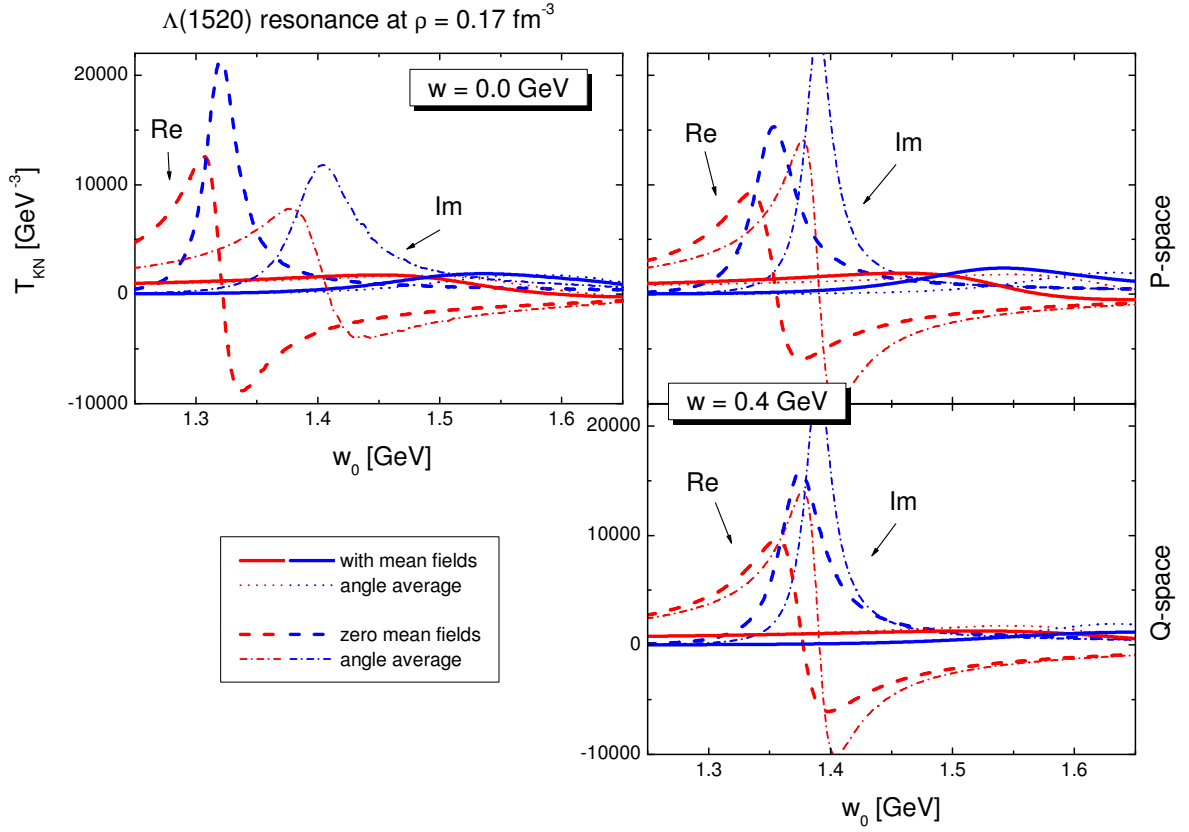 Λ(1520) resonance at ρ = 0.17 fm⁻³
20000
10000
0
-10000
T_KN [GeV⁻³]
w = 0.0 GeV
Re
Im
1.3 1.4 1.5 1.6
w₀ [GeV]
Re
Im
P-space
w = 0.4 GeV
20000
10000
0
-10000
Re
Im
Q-space
1.3 1.4 1.5 1.6
w₀ [GeV]
with mean fields
angle average
zero mean fields
angle average